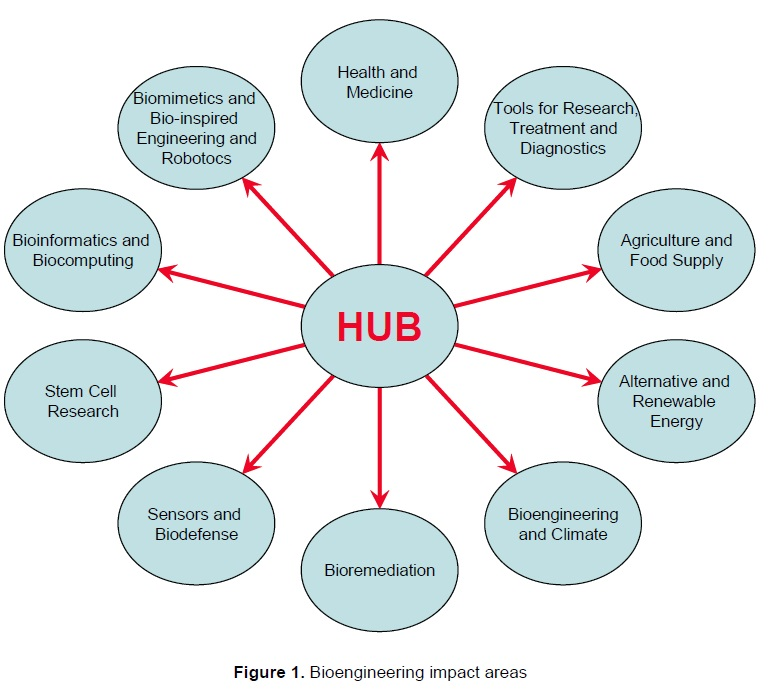 Health and
Medicine
Tools for Research,
Treatment and
Diagnostics
Agriculture and
Food Supply
Alternative and
Renewable
Energy
Bioengineering
and Climate
Bioremediation
Sensors and
Biodefense
Stem Cell
Research
Bioinformatics and
Biocomputing
Biomimetics and
Bio-inspired
Engineering and
Robotocs
HUB
Figure 1. Bioengineering impact areas